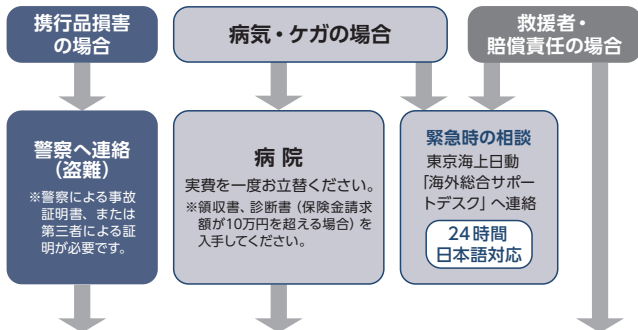 携行品損害
の場合
病気・ケガの場合
救援者・
賠償責任の場合
警察へ連絡
(盗難)
※警察による事故
証明書、または
第三者による証
明が必要です。
病 院
実費を一度お立替ください。
※領収書、診断書(保険金請求
額が10万円を超える場合)を
入手してください。
緊急時の相談
東京海上日動
「海外総合サポー
トデスク」へ連絡
24時間
日本語対応